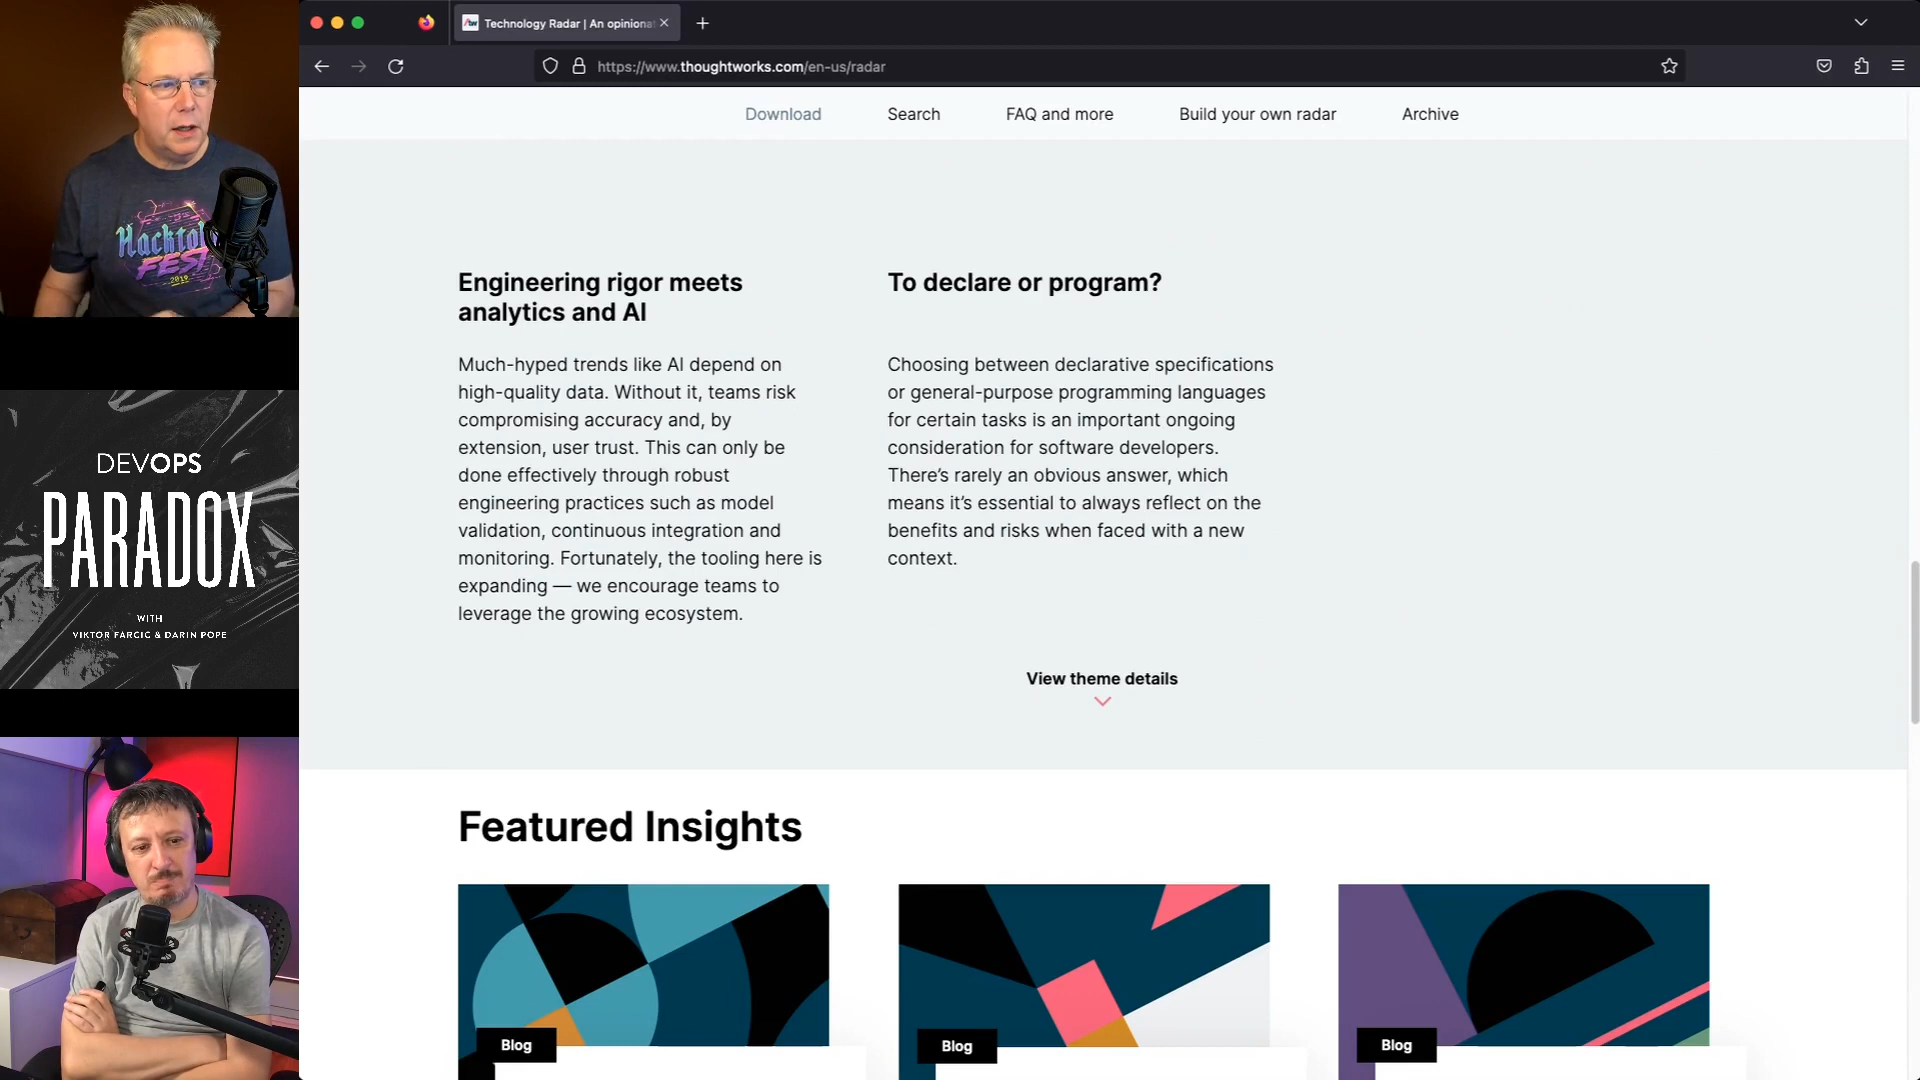 Technology Radar | An opiniona
https://www.thoughtworks.com/en-us/radar
Download
Search
FAQ and more
Build your own radar
Archive
Engineering rigor meets
analytics and AI
Much-hyped trends like AI depend on
high-quality data. Without it, teams risk
compromising accuracy and, by
extension, user trust. This can only be
done effectively through robust
engineering practices such as model
validation, continuous integration and
monitoring. Fortunately, the tooling here is
expanding — we encourage teams to
leverage the growing ecosystem.
To declare or program?
Choosing between declarative specifications
or general-purpose programming languages
for certain tasks is an important ongoing
consideration for software developers.
There’s rarely an obvious answer, which
means it’s essential to always reflect on the
benefits and risks when faced with a new
context.
View theme details
Featured Insights
Blog
Blog
Blog
FEST
2019
DEVOPS
PARADOX
WITH
VIKTOR FARCIC & DARIN POPE